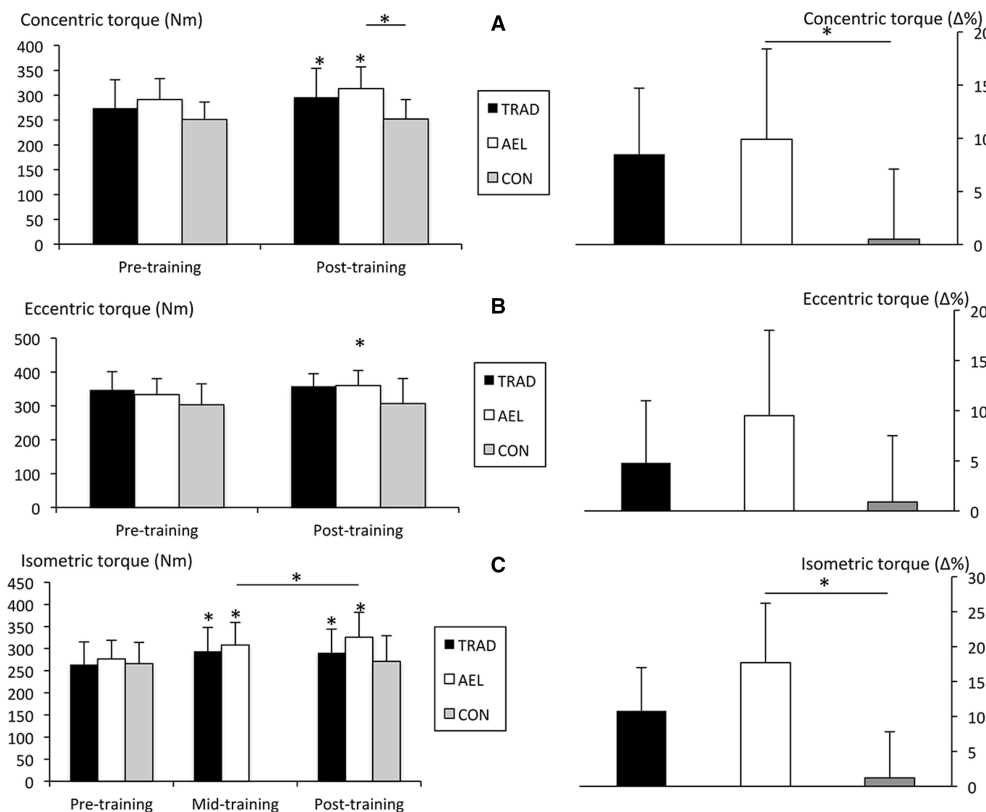 Concentric torque (Nm)
A
Concentric torque (Δ%)
*
*
*
*
400
350
300
250
200
150
100
50
0
TRAD
AEL
CON
20
15
10
5
0
Pre-training
Post-training
Eccentric torque (Nm)
B
Eccentric torque (Δ%)
*
500
400
300
200
100
0
TRAD
AEL
CON
20
15
10
5
0
Pre-training
Post-training
Isometric torque (Nm)
C
Isometric torque (Δ%)
*
*
*
*
*
*
450
400
350
300
250
200
150
100
50
0
TRAD
AEL
CON
30
25
20
15
10
5
0
Pre-training
Mid-training
Post-training